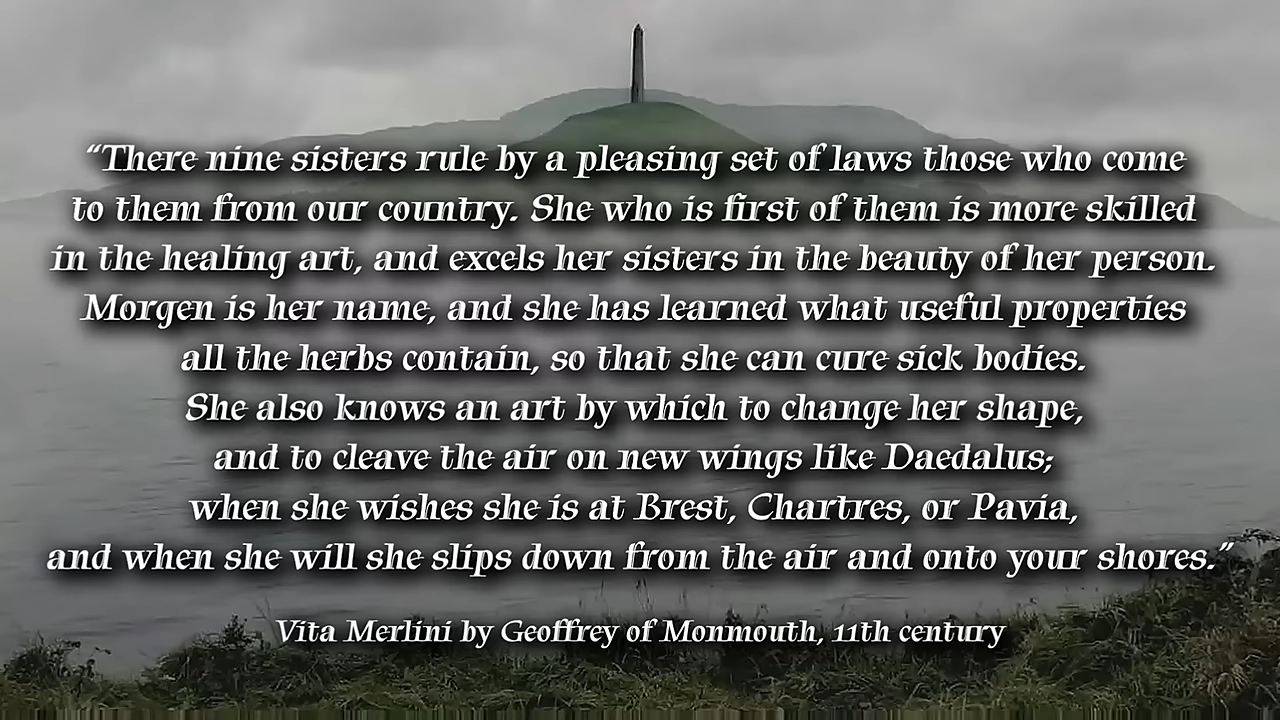 “There nine sisters rule by a pleasing set of laws those who come
to them from our country. She who is first of them is more skilled
in the healing art, and excels her sisters in the beauty of her person.
Morgen is her name, and she has learned what useful properties
all the herbs contain, so that she can cure sick bodies.
She also knows an art by which to change her shape,
and to cleave the air on new wings like Daedalus;
when she wishes she is at Brest, Chartres, or Pavia,
and when she will she slips down from the air and onto your shores.”
Vita Merlini by Geoffrey of Monmouth, 11th century